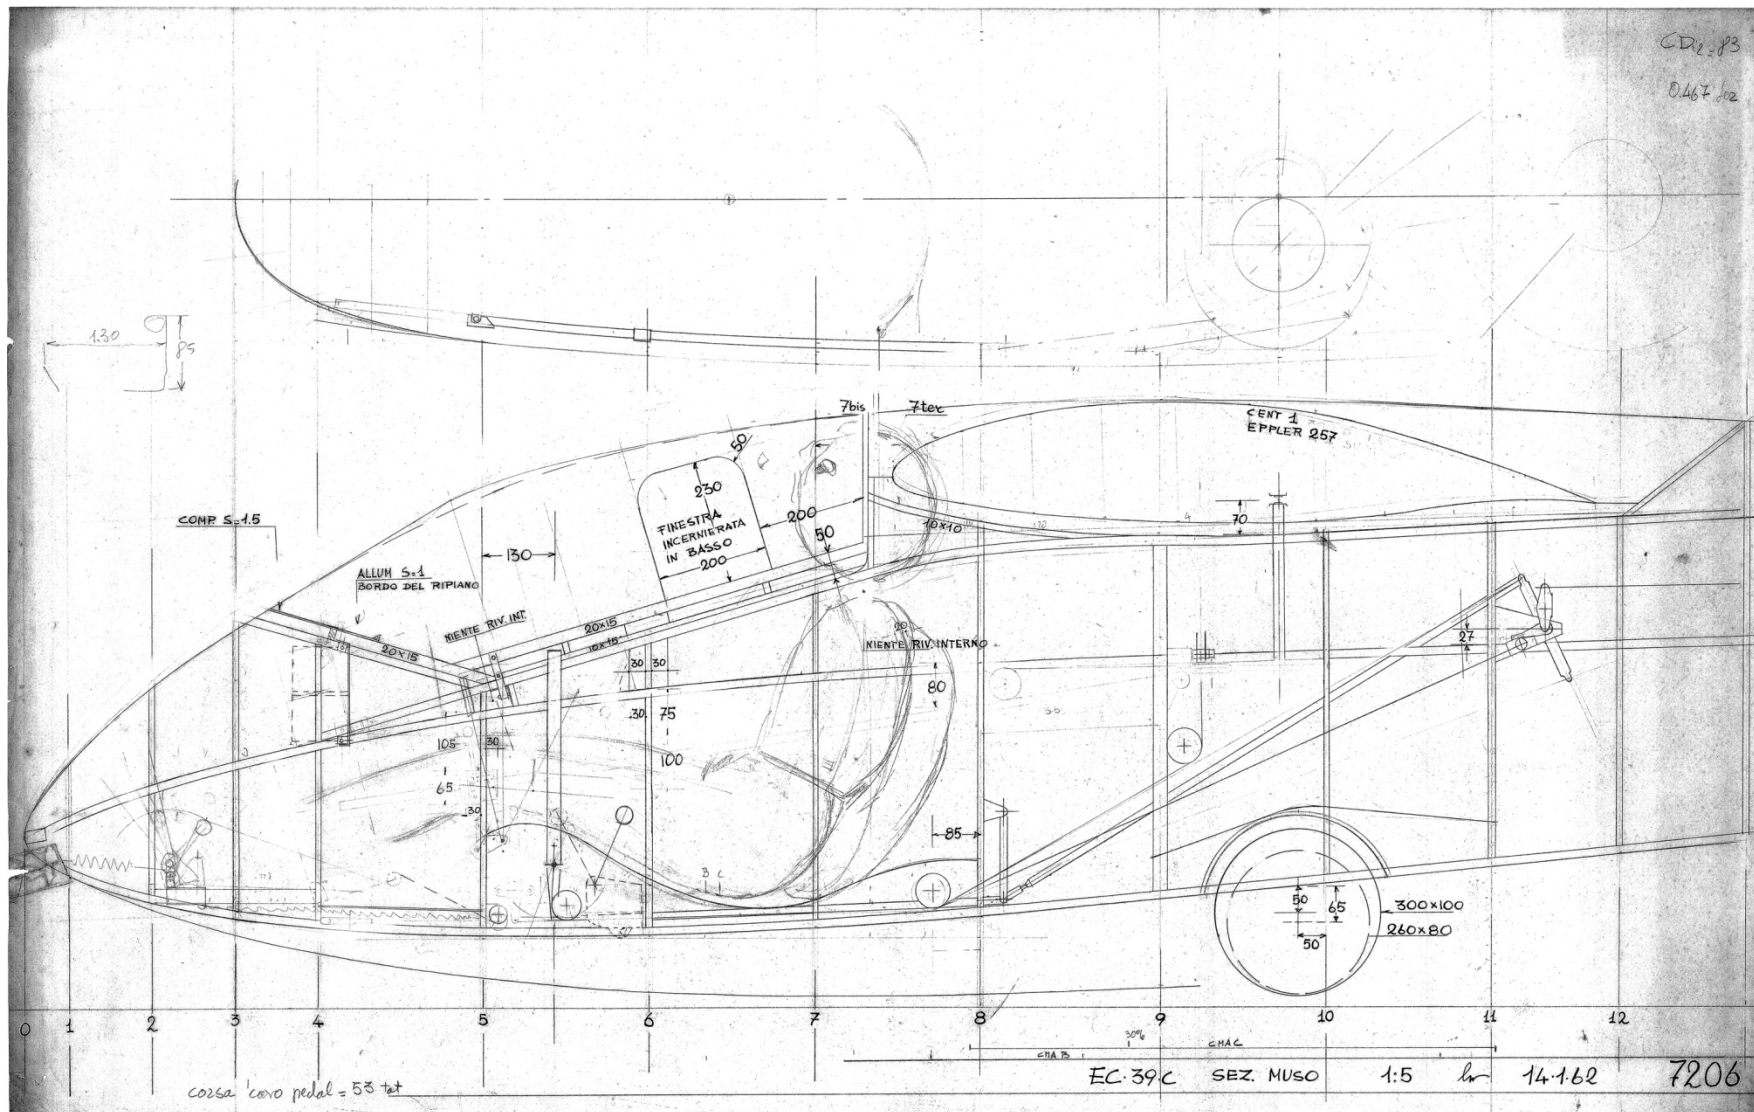 0.467
130
85
7bis
7ter
CENT 1
EPPLER 257
50
230
FINESTRA
INCERNIERATA
IN BASSO
200
200
50
70
10x10
COMP. S=1.5
130
ALLUM S=1
BORDO DEL RIPIANO
NIENTE RIV. INT.
20x15
20x15
10x15
NIENTE RIV. INTERNO
27
30 30
80
30
75
105
30
100
65
30
85
B C
50
65
300x100
260x80
50
0 1 2 3 4 5 6 7 8 9 10 11 12
30%
CMA B
CMA C
corsa cavo pedal = 53 tot
EC·39·C SEZ. MUSO 1:5 14·1·62 7206